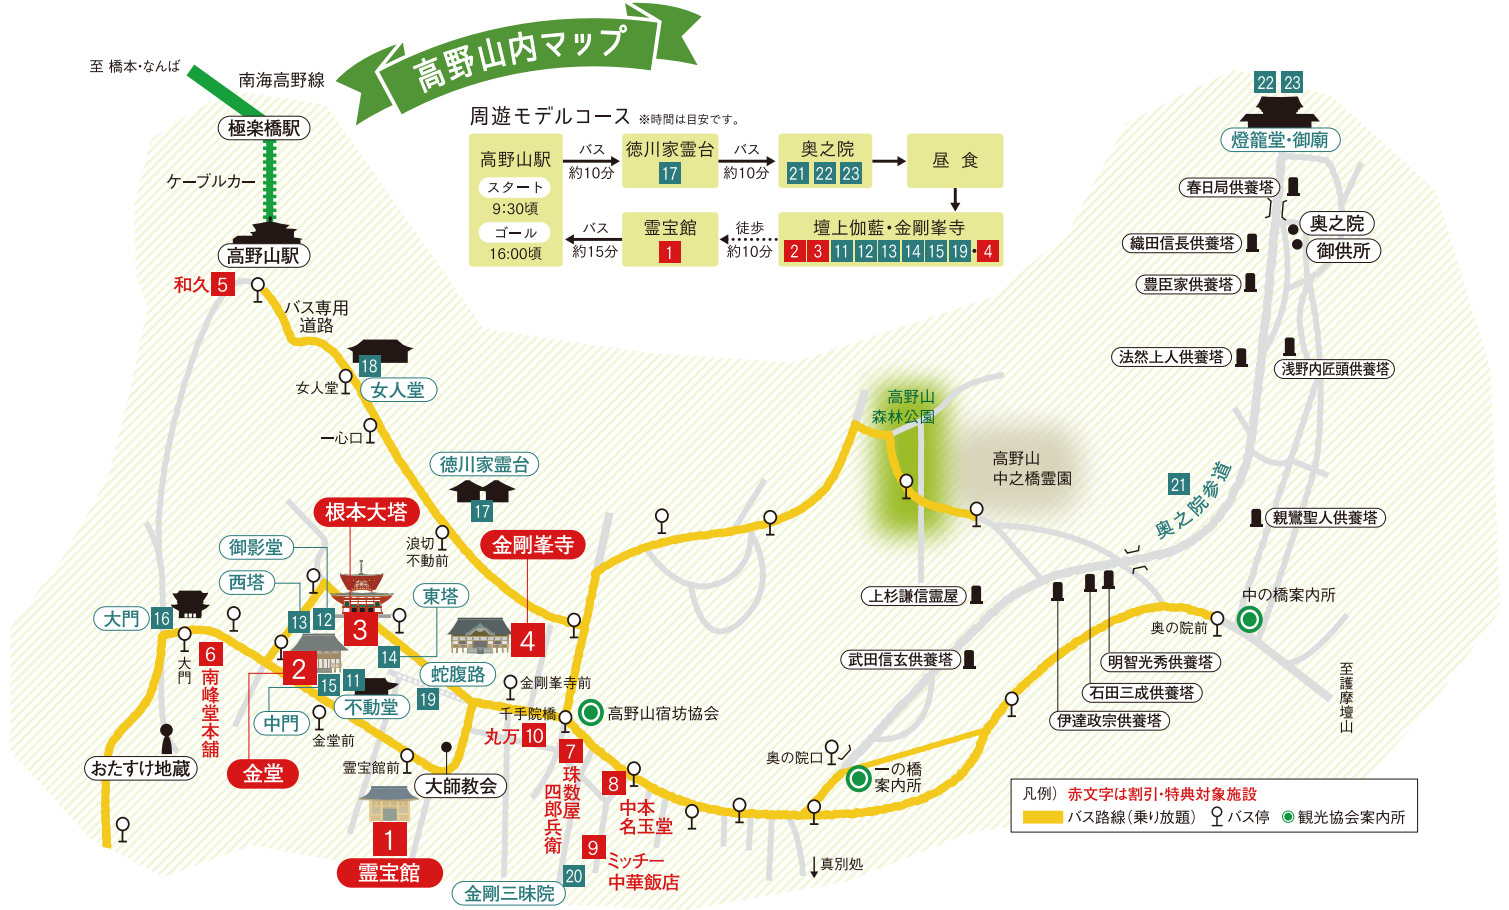 高野山内マップ
至 橋本・なんば
南海高野線
極楽橋駅
ケーブルカー
高野山駅
周遊モデルコース ※時間は目安です。
高野山駅
スタート
9:30頃
ゴール
16:00頃
バス
約10分
徳川家霊台
17
バス
約10分
奥之院
21 22 23
昼 食
壇上伽藍・金剛峯寺
2 3 11 12 13 14 15 19・4
徒歩
約10分
霊宝館
1
バス
約15分
22 23
燈籠堂・御廟
春日局供養塔
奥之院
織田信長供養塔
御供所
豊臣家供養塔
法然上人供養塔
浅野内匠頭供養塔
和久 5
バス専用
道路
18
女人堂
女人堂
一心口
徳川家霊台
17
高野山
森林公園
高野山
中之橋霊園
21
奥之院参道
親鸞聖人供養塔
根本大塔
御影堂
西塔
浪切
不動前
金剛峯寺
東塔
大門 16
大門
13 12
3
14
4
6
南峰堂本舗
2
15 11
不動堂
中門
金堂前
蛇腹路
19
金剛峯寺前
千手院橋
高野山宿坊協会
丸万 10
おたすけ地蔵
金堂
霊宝館前
大師教会
7
珠数屋
四郎兵衛
8
中本
名玉堂
9
ミッチー
中華飯店
1
霊宝館
20
金剛三昧院
上杉謙信霊屋
武田信玄供養塔
中の橋案内所
奥の院前
明智光秀供養塔
石田三成供養塔
伊達政宗供養塔
至護摩壇山
奥の院口
一の橋
案内所
真別処
凡例） 赤文字は割引・特典対象施設
バス路線（乗り放題） バス停 観光協会案内所